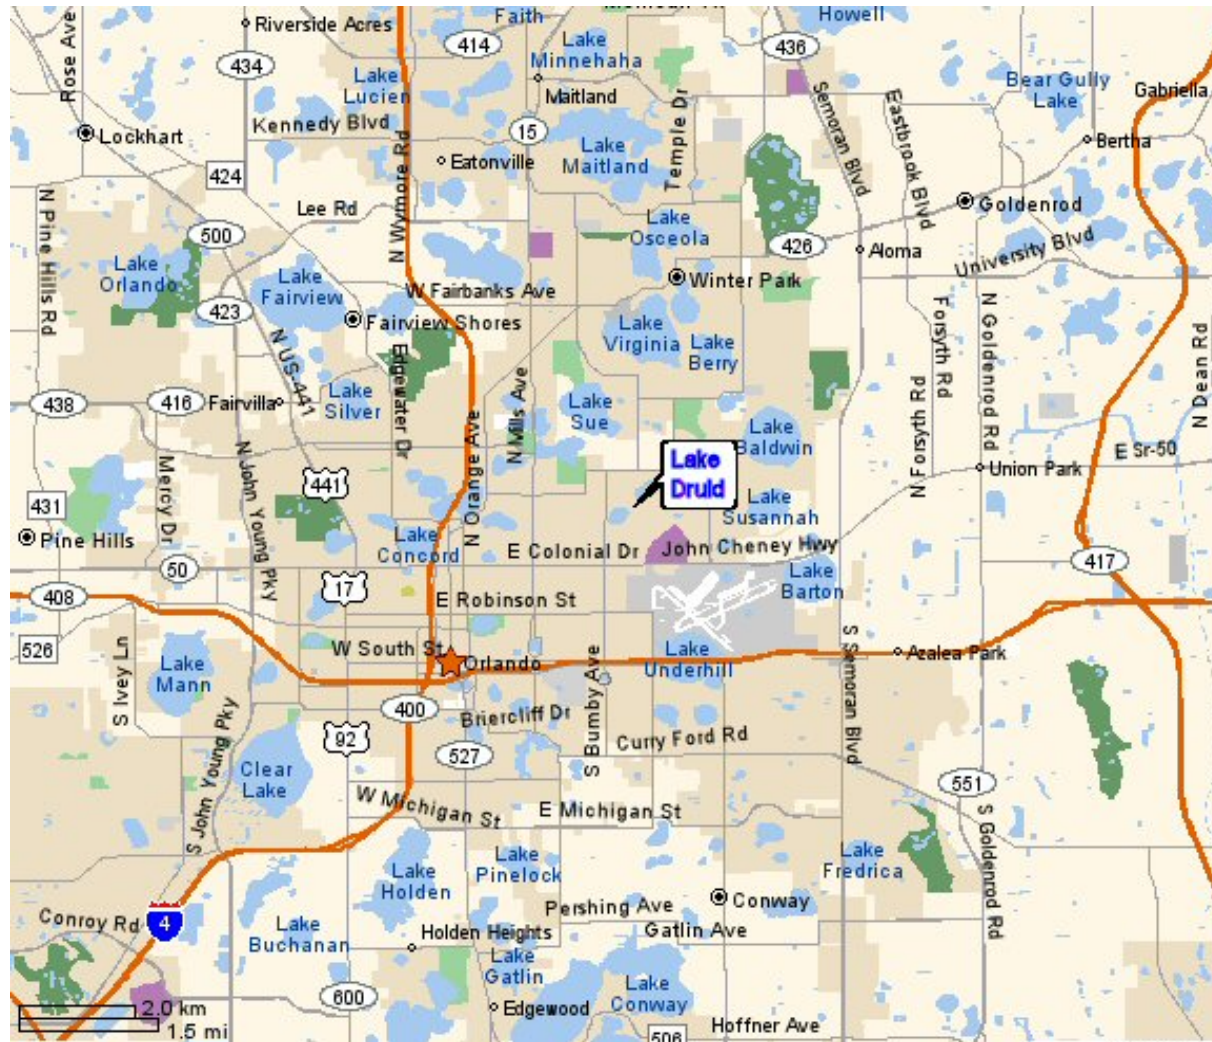 Faith
Howell
Riverside Acres
414
Lake
Minnehaha
436
434
Rose Ave
Lake
Lucien
Maitland
Bear Gully
Lake
Gabriella
Kennedy Blvd
15
Temple Dr
Semoran Blvd
Eastbrook Blvd
Lockhart
Lake
Maitland
Bertha
Eatonville
424
N Pine Hills Rd
Lee Rd
N Wymore Rd
Goldenrod
500
Lake
Osceola
426
Aloma
University Blvd
Lake
Orlando
Lake
Fairview
W Fairbanks Ave
Winter Park
423
Fairview Shores
Lake
Virginia
Lake
Berry
Forsyth Rd
N Goldenrod Rd
N Dean Rd
N US-441
Edgewater Dr
438
416
Fairvilla
Lake
Silver
N Orange Ave
N Mills Ave
Lake
Sue
Lake
Baldwin
N Forsyth Rd
E Sr-50
Mercy Dr
N John Young Pky
Lake
Druid
Union Park
441
431
Lake
Susannah
Pine Hills
Lake
Concord
E Colonial Dr
John Cheney Hwy
50
417
17
Lake
Barton
408
E Robinson St
526
W South St
Orlando
Lake
Underhill
Azalea Park
S Ivey Ln
Lake
Mann
S Bumby Ave
S Semoran Blvd
400
Briercliff Dr
92
527
Curry Ford Rd
S John Young Pky
Clear
Lake
551
W Michigan St
E Michigan St
S Goldenrod Rd
Lake
Holden
Lake
Pinelock
Lake
Fredrica
Conroy Rd
4
Lake
Buchanan
Pershing Ave
Conway
Gatlin Ave
Holden Heights
Lake
Gatlin
Lake
Conway
600
Edgewood
2.0 km
1.5 mi
506
Hoffner Ave